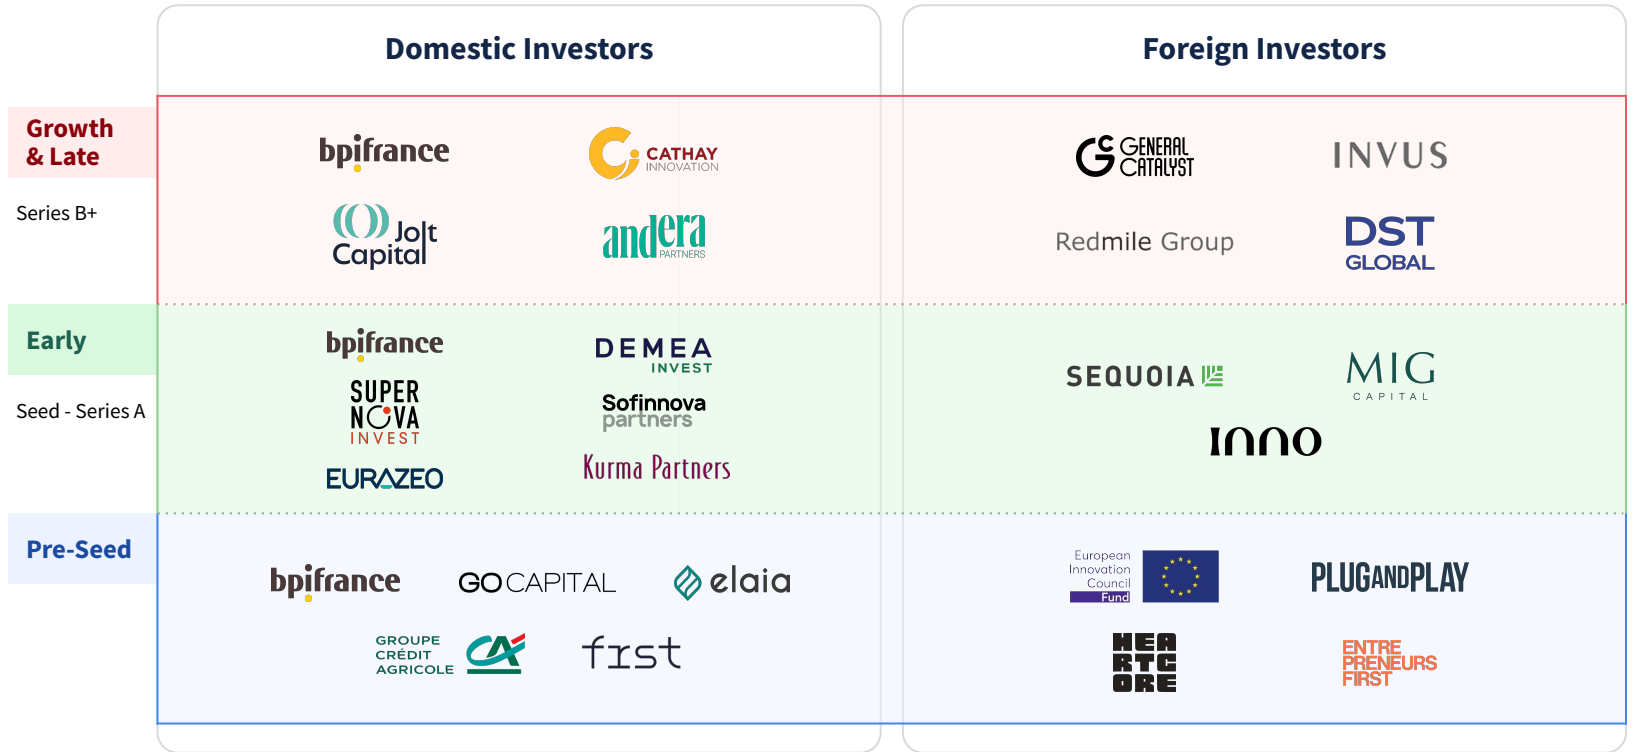 Domestic Investors
Foreign Investors
Growth
& Late
Series B+
bpifrance
CATHAY
INNOVATION
Jolt
Capital
andera
PARTNERS
GENERAL
CATALYST
INVUS
Redmile Group
DST
GLOBAL
Early
Seed - Series A
bpifrance
DEMEA
INVEST
SUPER
NOVA
INVEST
Sofinnova
partners
EURAZEO
Kurma Partners
SEQUOIA
MIG
CAPITAL
INNO
Pre-Seed
bpifrance
GO CAPITAL
elaia
GROUPE
CRÉDIT
AGRICOLE
CA
frst
European
Innovation
Council
Fund
PLUGANDPLAY
HEA
RTC
ORE
ENTRE
PRENEURS
FIRST